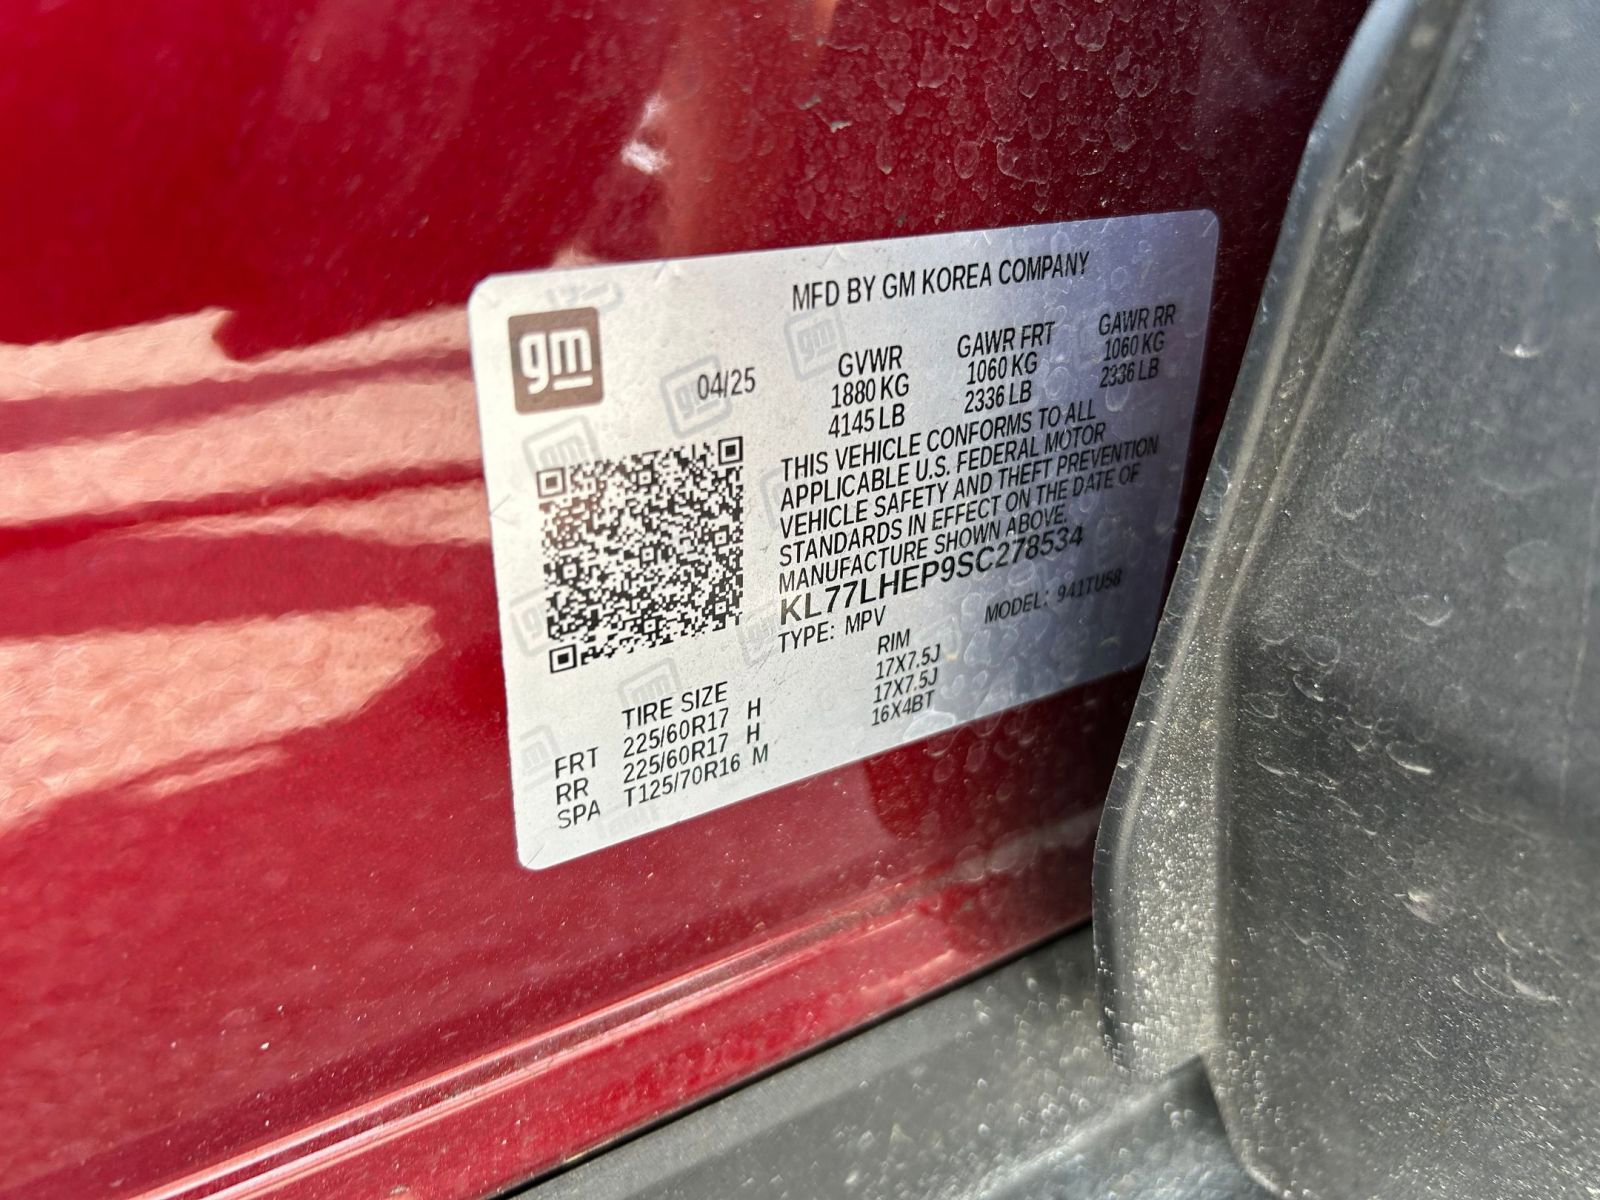 gm
MFD BY GM KOREA COMPANY
04/25
GVWR GAWR FRT GAWR RR
1880 KG 1060 KG 1060 KG
4145 LB 2336 LB 2336 LB
THIS VEHICLE CONFORMS TO ALL
APPLICABLE U.S. FEDERAL MOTOR
VEHICLE SAFETY AND THEFT PREVENTION
STANDARDS IN EFFECT ON THE DATE OF
MANUFACTURE SHOWN ABOVE.
KL77LHEP9SC278534
TYPE: MPV MODEL: 941TU58
TIRE SIZE RIM
FRT 225/60R17 H 17X7.5J
RR 225/60R17 H 17X7.5J
SPA T125/70R16 M 16X4BT